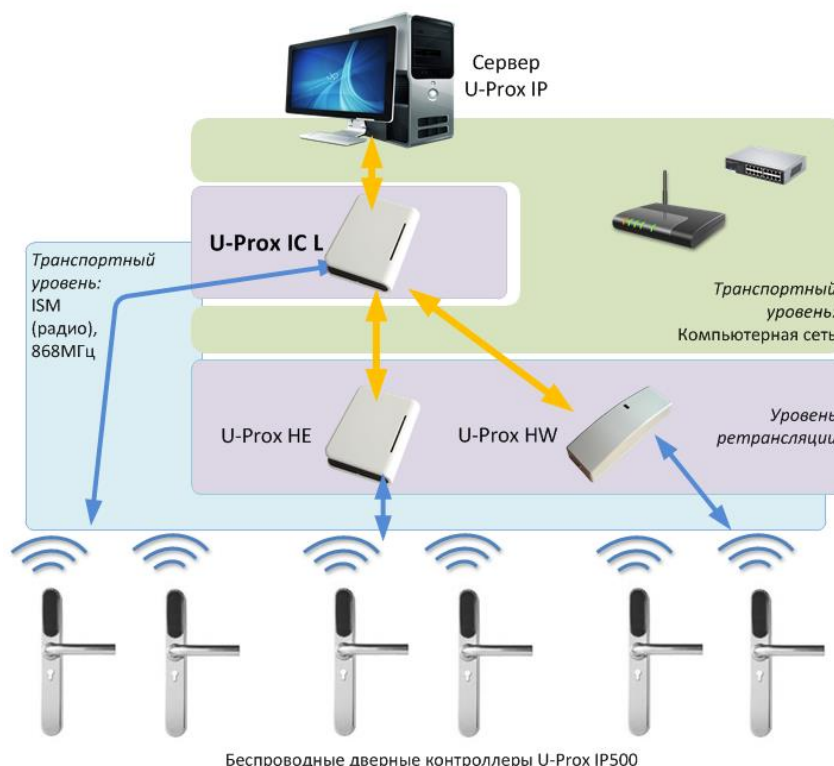 Сервер
U-Prox IP
U-Prox IC L
Транспортный
уровень:
ISM
(радио),
868МГц
Транспортный
уровень:
Компьютерная сеть
U-Prox HE
U-Prox HW
Уровень
ретрансляции
Беспроводные дверные контроллеры U-Prox IP500